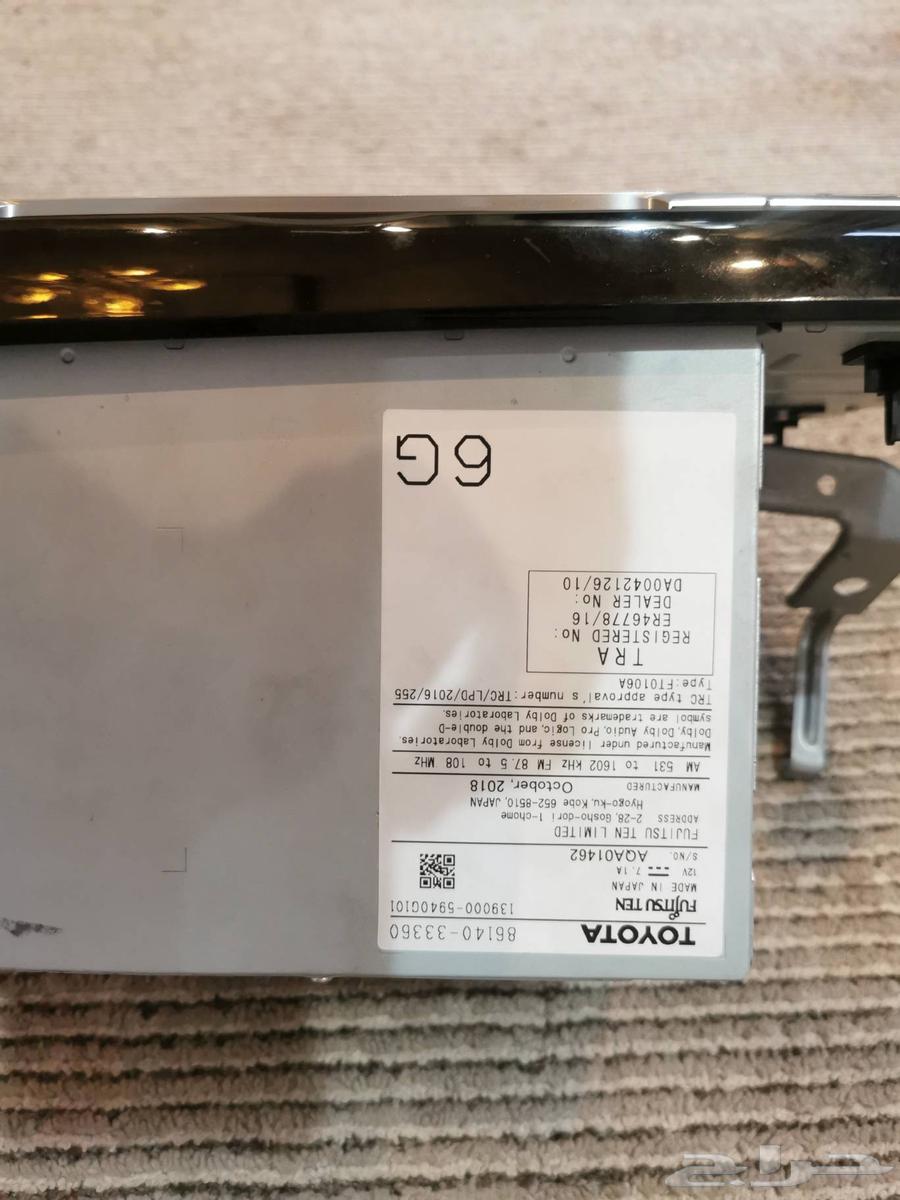 TOYOTA 86140-33360
FUJITSU TEN 139000-5940G101
MADE IN JAPAN
12V 7.1A
S/NO. AQA01462
FUJITSU TEN LIMITED
ADDRESS 2-28, Gosho-dori 1-chome
Hyogo-ku, Kobe 652-8510, JAPAN
MANUFACTURED October, 2018
AM 531 to 1602 kHz FM 87.5 to 108 MHz
Manufactured under license from Dolby Laboratories.
Dolby, Dolby Audio, Pro Logic, and the double-D
symbol are trademarks of Dolby Laboratories.
TRC type approval's number: TRC/LPD/2016/255
Type:FT0106A
TRA
REGISTERED No:
ER46778/16
DEALER No:
DA0042126/10
6G
حراج